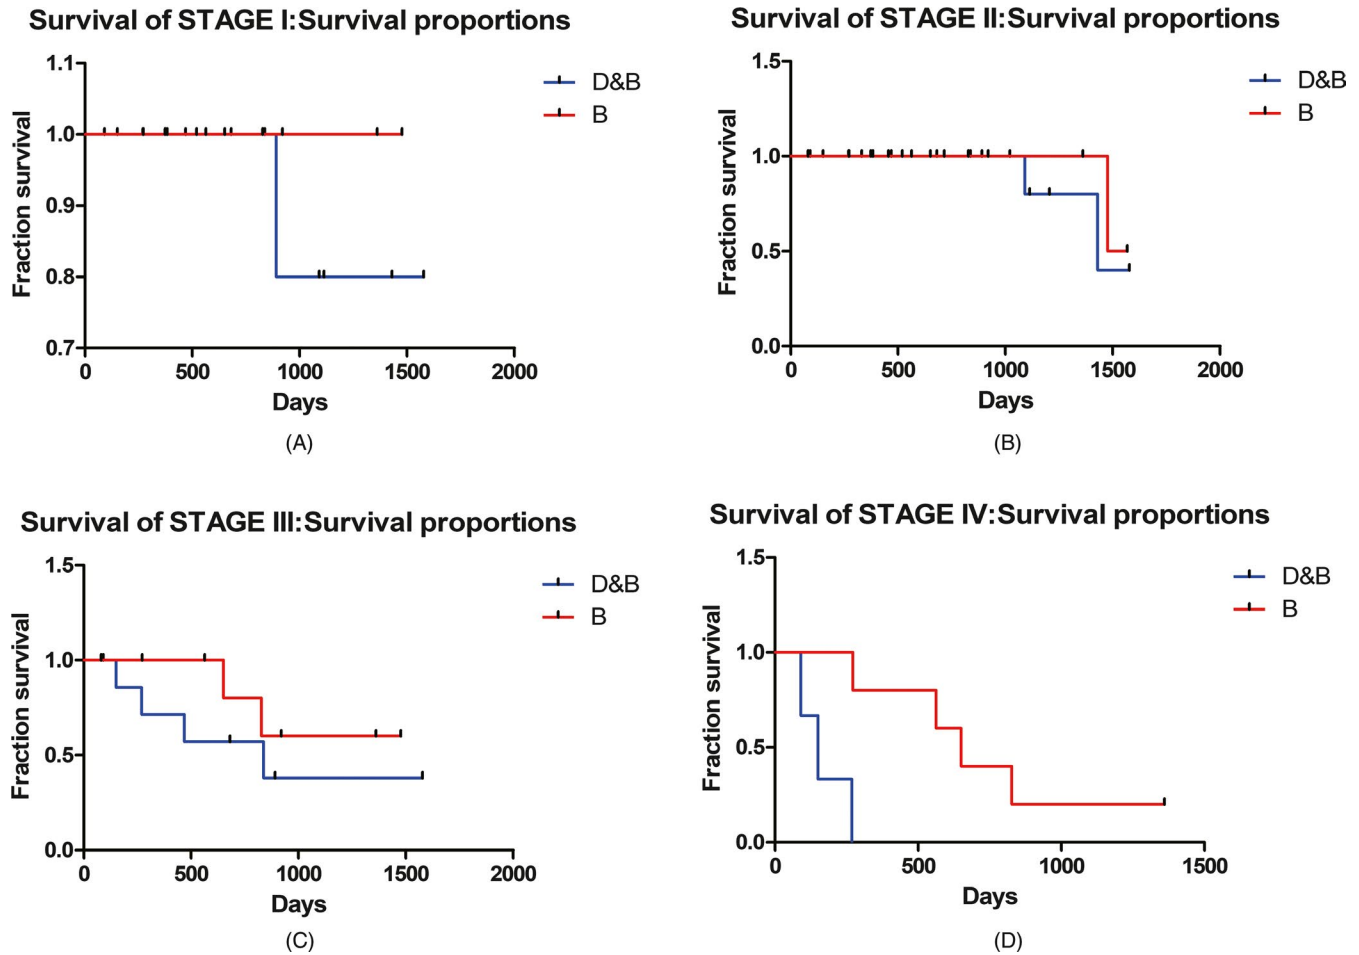 Survival of STAGE I:Survival proportions
1.1
1.0
0.9
0.8
0.7
Fraction survival
0 500 1000 1500 2000
Days
D&B
B
(A)
Survival of STAGE II:Survival proportions
1.5
1.0
0.5
0.0
Fraction survival
0 500 1000 1500 2000
Days
D&B
B
(B)
Survival of STAGE III:Survival proportions
1.5
1.0
0.5
0.0
Fraction survival
0 500 1000 1500 2000
Days
D&B
B
(C)
Survival of STAGE IV:Survival proportions
1.5
1.0
0.5
0.0
Fraction survival
0 500 1000 1500
Days
D&B
B
(D)